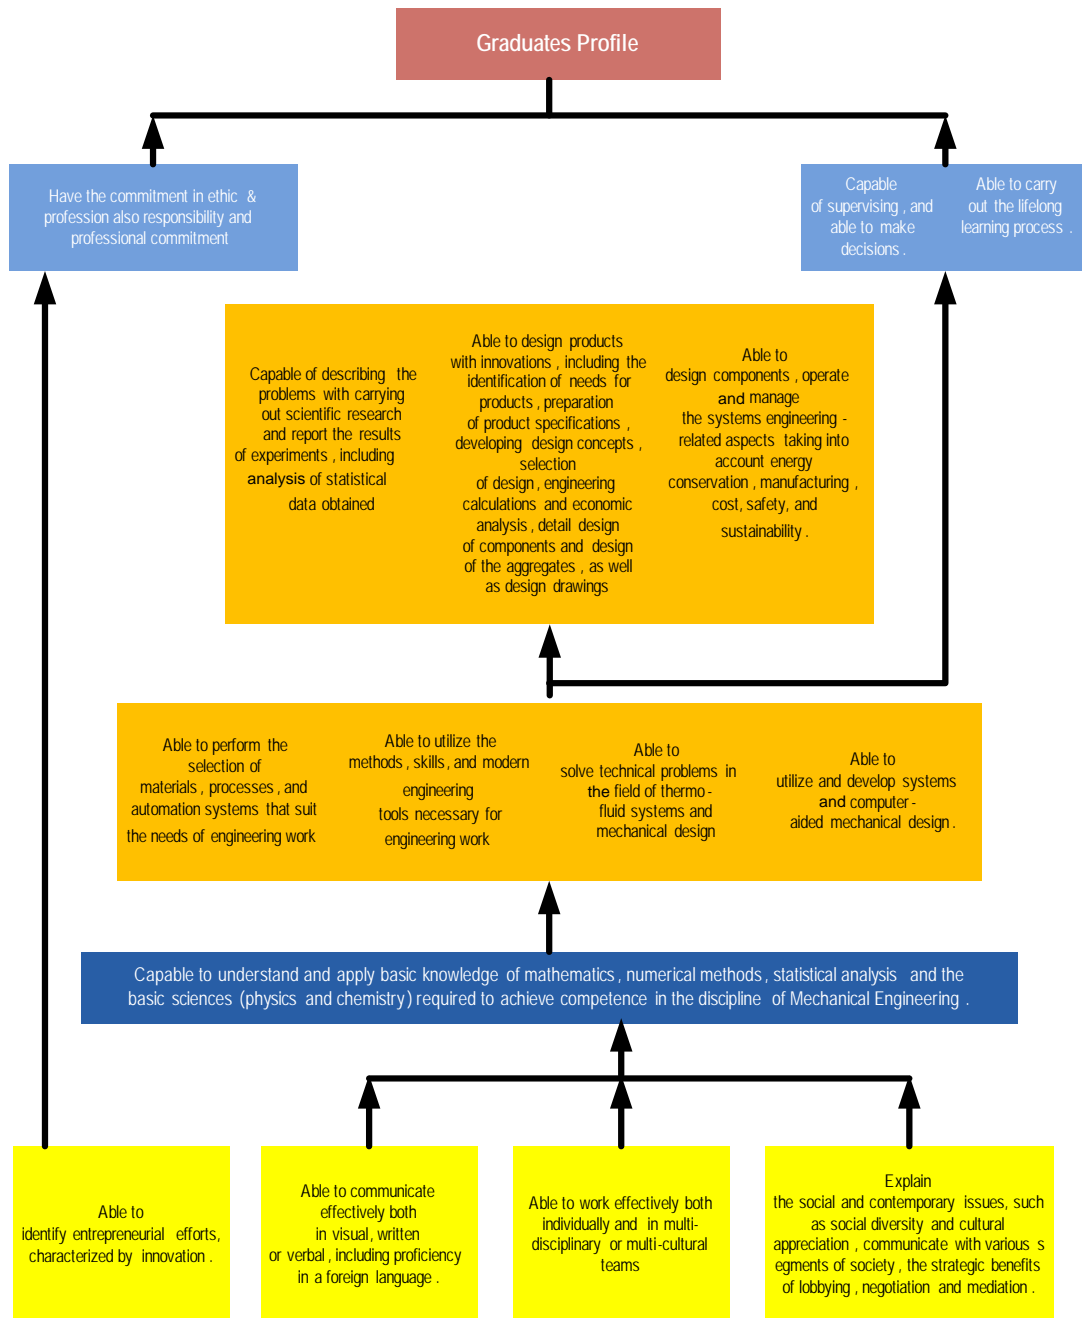 Graduates Profile
Have the commitment in ethic &
profession also responsibility and
professional commitment
Capable
of supervising, and
able to make
decisions.
Able to carry
out the lifelong
learning process.
Capable of describing the
problems with carrying
out scientific research
and report the results
of experiments, including
analysis of statistical
data obtained
Able to design products
with innovations, including the
identification of needs for
products, preparation
of product specifications,
developing design concepts,
selection
of design, engineering
calculations and economic
analysis, detail design
of components and design
of the aggregates, as well
as design drawings
Able to
design components, operate
and manage
the systems engineering-
related aspects taking into
account energy
conservation, manufacturing,
cost, safety, and
sustainability.
Able to perform the
selection of
materials, processes, and
automation systems that suit
the needs of engineering work
Able to utilize the
methods, skills, and modern
engineering
tools necessary for
engineering work
Able to
solve technical problems in
the field of thermo-
fluid systems and
mechanical design
Able to
utilize and develop systems
and computer-
aided mechanical design.
Capable to understand and apply basic knowledge of mathematics, numerical methods, statistical analysis and the
basic sciences (physics and chemistry) required to achieve competence in the discipline of Mechanical Engineering.
Able to
identify entrepreneurial efforts,
characterized by innovation.
Able to communicate
effectively both
in visual, written
or verbal, including proficiency
in a foreign language.
Able to work effectively both
individually and in multi-
disciplinary or multi-cultural
teams
Explain
the social and contemporary issues, such
as social diversity and cultural
appreciation, communicate with various s
egments of society, the strategic benefits
of lobbying, negotiation and mediation.